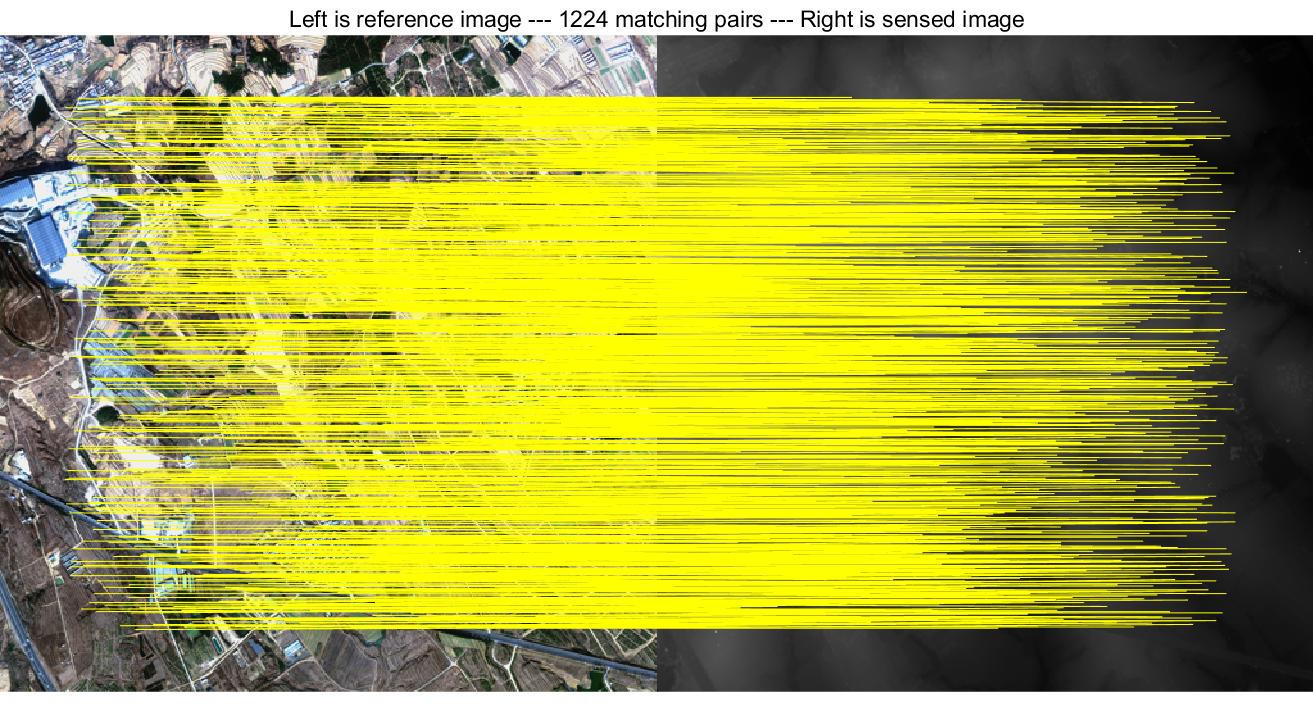 Left is reference image --- 1224 matching pairs --- Right is sensed image